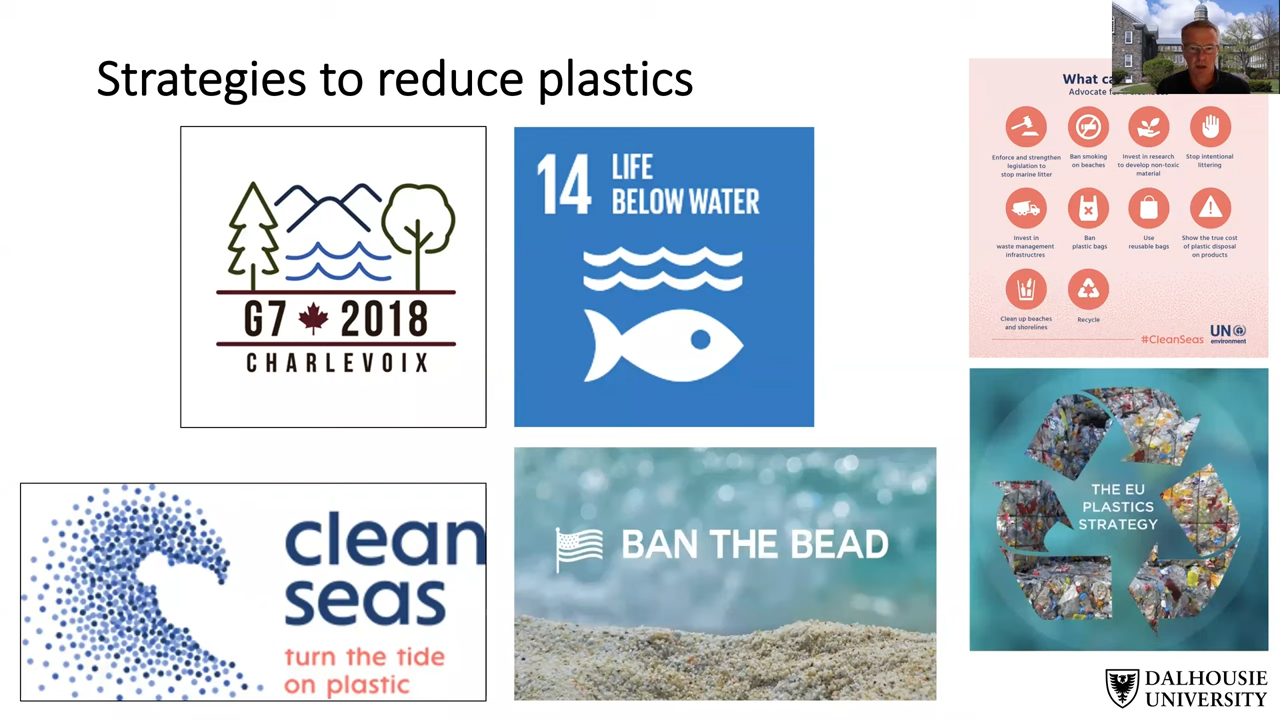 Strategies to reduce plastics
G7 2018
CHARLEVOIX
14 LIFE
BELOW WATER
What ca
Advocate f
Enforce and strengthen
legislation to
stop marine litter
Ban smoking
on beaches
Invest in research
to develop non-toxic
material
Stop intentional
littering
Invest in
waste management
infrastructres
Ban
plastic bags
Use
reusable bags
Show the true cost
of plastic disposal
on products
Clean up beaches
and shorelines
Recycle
#CleanSeas
UN
environment
clean
seas
turn the tide
on plastic
BAN THE BEAD
THE EU
PLASTICS
STRATEGY
DALHOUSIE
UNIVERSITY